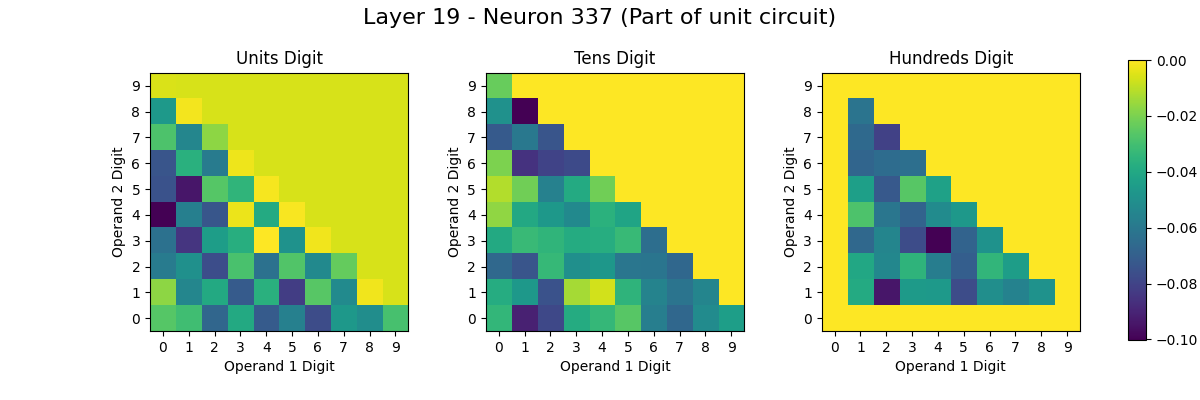 Layer 19 - Neuron 337 (Part of unit circuit)
Units Digit
Tens Digit
Hundreds Digit
Operand 2 Digit
9
8
7
6
5
4
3
2
1
0
0 1 2 3 4 5 6 7 8 9
Operand 1 Digit
Operand 2 Digit
9
8
7
6
5
4
3
2
1
0
0 1 2 3 4 5 6 7 8 9
Operand 1 Digit
Operand 2 Digit
9
8
7
6
5
4
3
2
1
0
0 1 2 3 4 5 6 7 8 9
Operand 1 Digit
0.00
−0.02
−0.04
−0.06
−0.08
−0.10